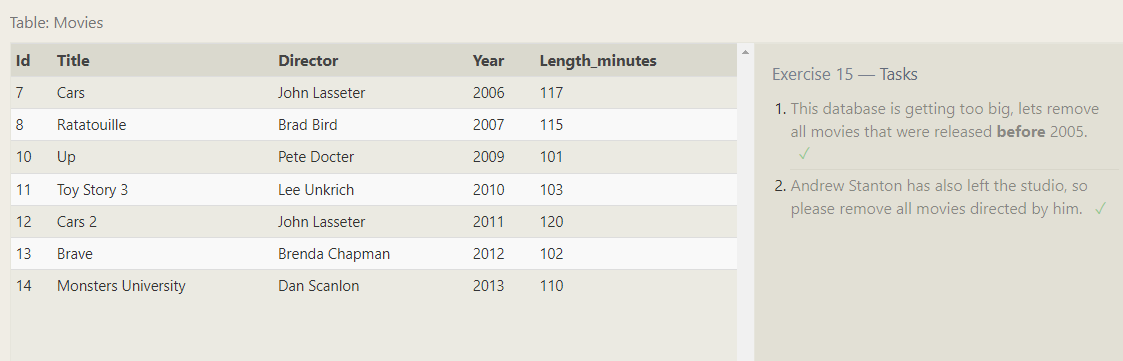 Table: Movies
Id Title Director Year Length_minutes
7 Cars John Lasseter 2006 117
8 Ratatouille Brad Bird 2007 115
10 Up Pete Docter 2009 101
11 Toy Story 3 Lee Unkrich 2010 103
12 Cars 2 John Lasseter 2011 120
13 Brave Brenda Chapman 2012 102
14 Monsters University Dan Scanlon 2013 110
Exercise 15 — Tasks
1. This database is getting too big, lets remove
all movies that were released before 2005.
✓
2. Andrew Stanton has also left the studio, so
please remove all movies directed by him. ✓